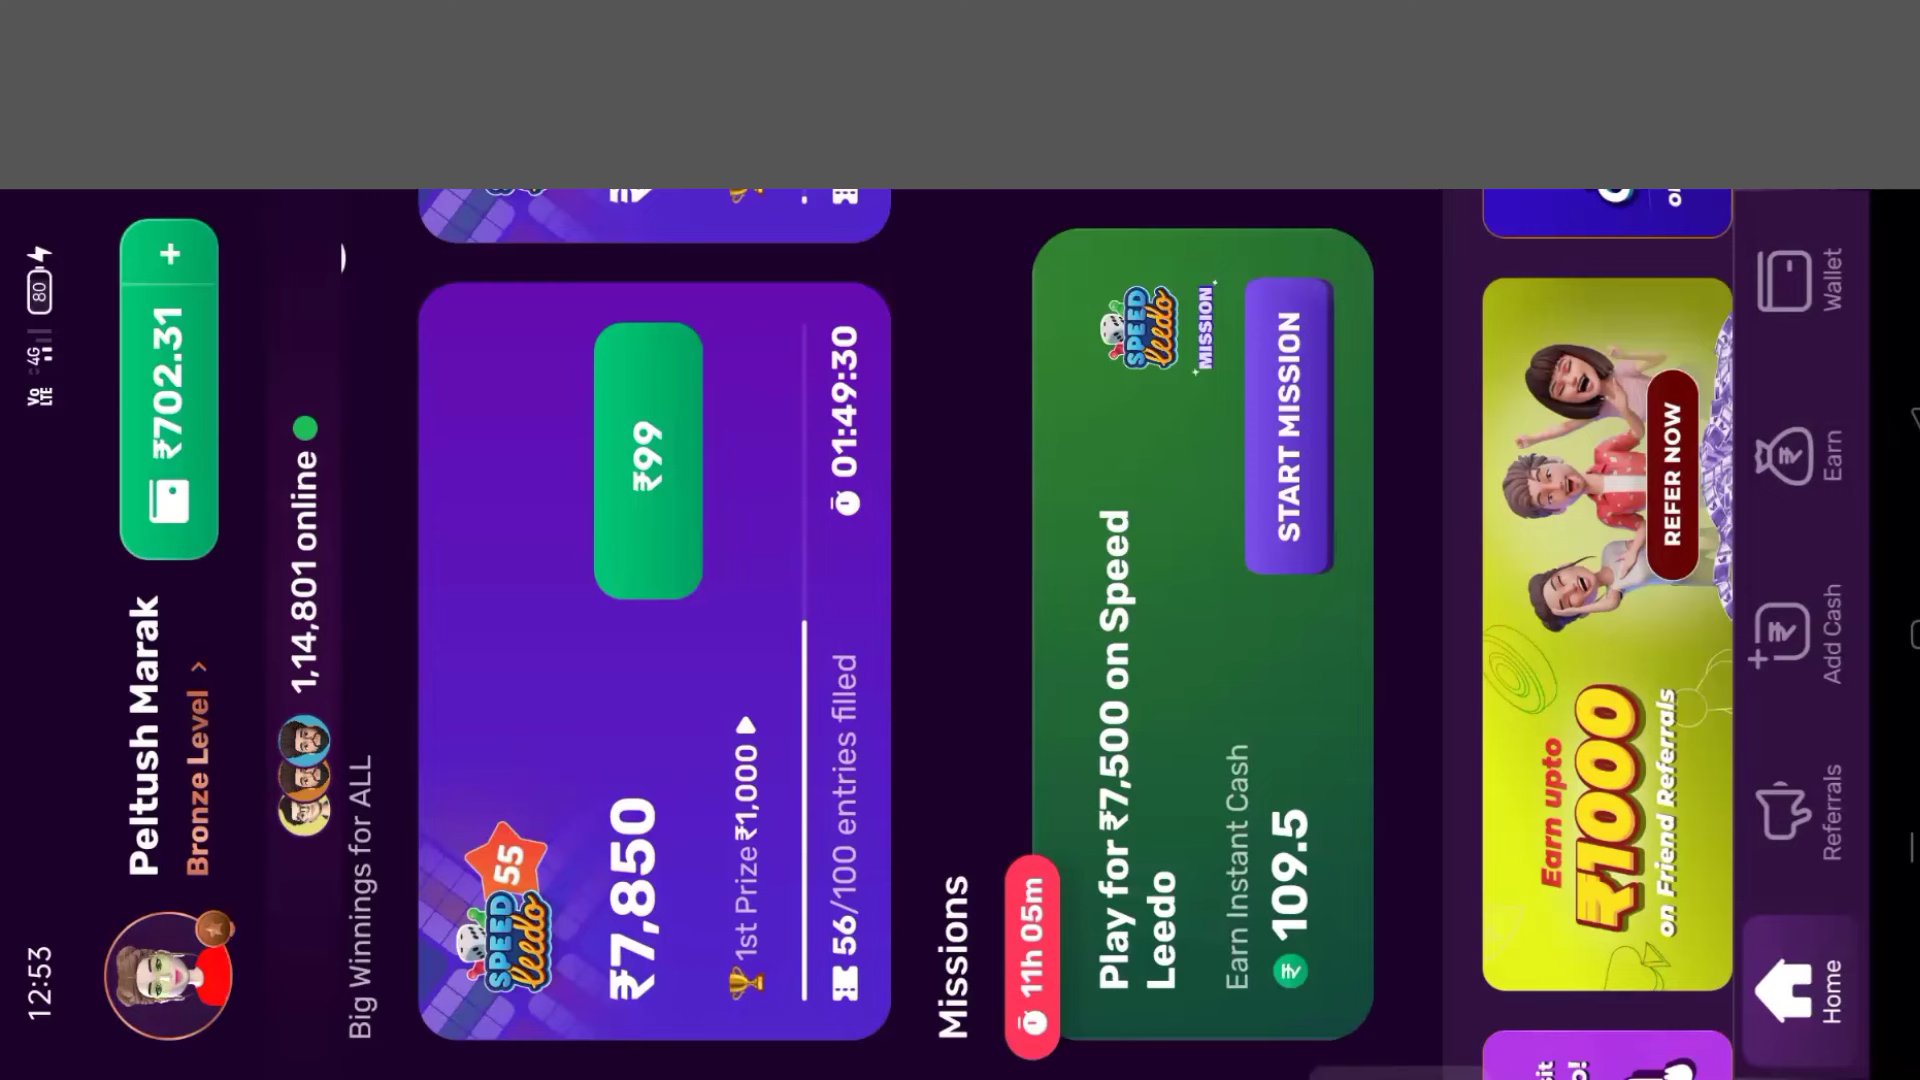 12:53
Vo LTE 4G 80
Peltush Marak
Bronze Level >
₹702.31 +
1,14,801 online
Big Winnings for ALL
SPEED
Leedo
55
₹7,850
₹99
1st Prize ₹1,000
56/100 entries filled
01:49:30
Missions
11h 05m
Play for ₹7,500 on Speed
Leedo
SPEED
Leedo
MISSION
Earn Instant Cash
₹109.5
START MISSION
Earn upto
₹1000
on Friend Referrals
REFER NOW
Home
Referrals
Add Cash
Earn
Wallet